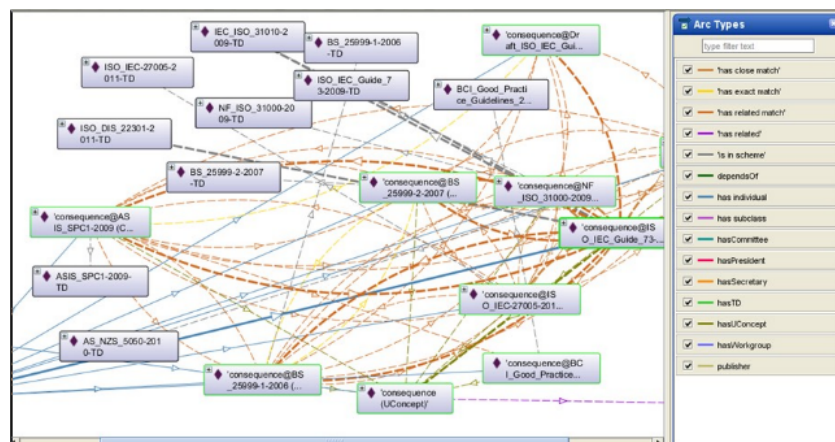 IEC_ISO_31010-2
009-TD
BS_25999-1-2006
-TD
'consequence@Dr
aft_ISO_IEC_Gui...
ISO_IEC-27005-2
011-TD
ISO_IEC_Guide_7
3-2009-TD
BCI_Good_Practi
ce_Guidelines_2...
NF_ISO_31000-20
09-TD
ISO_DIS_22301-2
011-TD
BS_25999-2-2007
-TD
'consequence@BS
_25999-2-2007 (...
'consequence@NF
_ISO_31000-2009...
'consequence@AS
IS_SPC1-2009 (C...
'consequence@IS
O_IEC_Guide_73-...
ASIS_SPC1-2009-
TD
'consequence@IS
O_IEC-27005-201...
AS_NZS_5050-201
0-TD
'consequence@BS
_25999-1-2006 (...
'consequence
(UConcept)'
'consequence@BC
I_Good_Practice...
Arc Types
type filter text
'has close match'
'has exact match'
'has related match'
'has related'
'is in scheme'
dependsOf
has individual
has subclass
hasCommittee
hasPresident
hasSecretary
hasTD
hasUConcept
hasWorkgroup
publisher